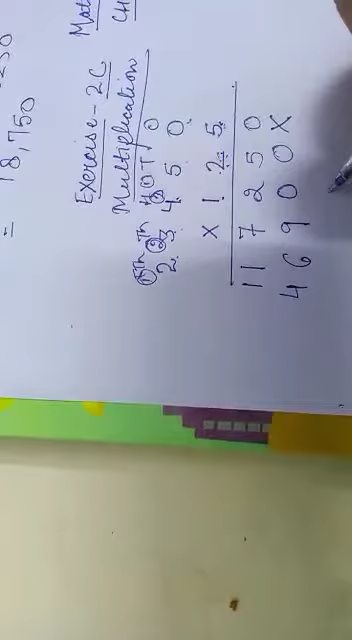 = 18,750
Exercise - 2C
Multiplication
Th H T O
2 3 4 5 0
x 1 2 5
1 1 7 2 5 0
4 6 9 0 0 X